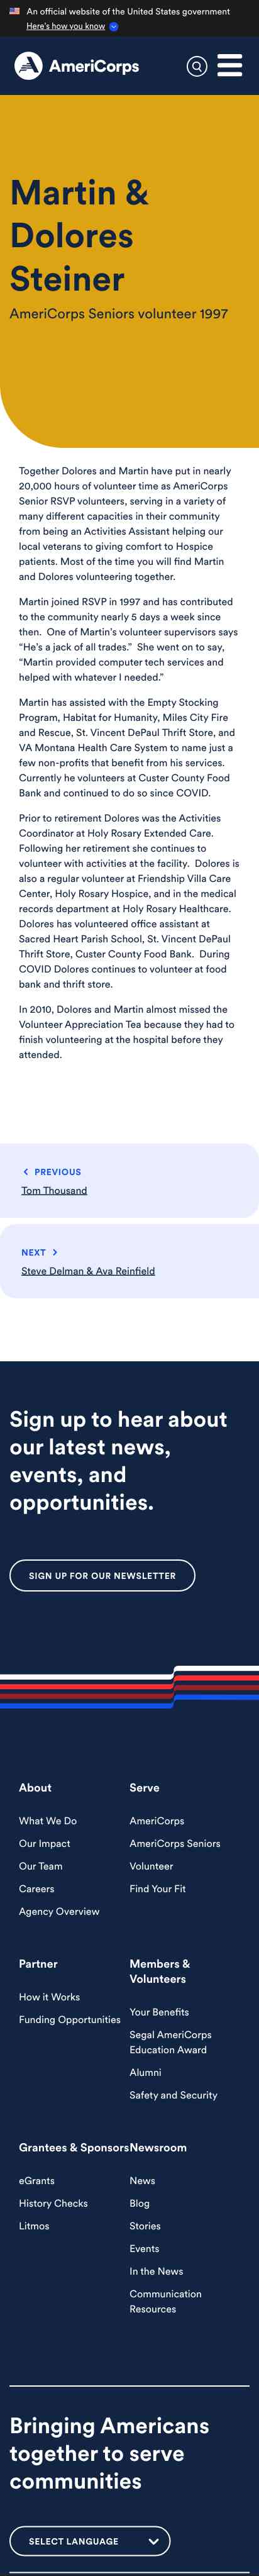 An official website of the United States government
Here's how you know
AmeriCorps
Martin &
Dolores
Steiner
AmeriCorps Seniors volunteer 1997
Together Dolores and Martin have put in nearly
20,000 hours of volunteer time as AmeriCorps
Senior RSVP volunteers, serving in a variety of
many different capacities in their community
from being an Activities Assistant helping our
local veterans to giving comfort to Hospice
patients. Most of the time you will find Martin
and Dolores volunteering together.
Martin joined RSVP in 1997 and has contributed
to the community nearly 5 days a week since
then.  One of Martin's volunteer supervisors says
"He's a jack of all trades."  She went on to say,
"Martin provided computer tech services and
helped with whatever I needed."
Martin has assisted with the Empty Stocking
Program, Habitat for Humanity, Miles City Fire
and Rescue, St. Vincent DePaul Thrift Store, and
VA Montana Health Care System to name just a
few non-profits that benefit from his services.
Currently he volunteers at Custer County Food
Bank and continued to do so since COVID.
Prior to retirement Dolores was the Activities
Coordinator at Holy Rosary Extended Care.
Following her retirement she continues to
volunteer with activities at the facility.  Dolores is
also a regular volunteer at Friendship Villa Care
Center, Holy Rosary Hospice, and in the medical
records department at Holy Rosary Healthcare.
Dolores has volunteered office assistant at
Sacred Heart Parish School, St. Vincent DePaul
Thrift Store, Custer County Food Bank.  During
COVID Dolores continues to volunteer at food
bank and thrift store.
In 2010, Dolores and Martin almost missed the
Volunteer Appreciation Tea because they had to
finish volunteering at the hospital before they
attended.
PREVIOUS
Tom Thousand
NEXT
Steve Delman & Ava Reinfield
Sign up to hear about
our latest news,
events, and
opportunities.
SIGN UP FOR OUR NEWSLETTER
About
What We Do
Our Impact
Our Team
Careers
Agency Overview
Serve
AmeriCorps
AmeriCorps Seniors
Volunteer
Find Your Fit
Partner
How it Works
Funding Opportunities
Members &
Volunteers
Your Benefits
Segal AmeriCorps
Education Award
Alumni
Safety and Security
Grantees & Sponsors
eGrants
History Checks
Litmos
Newsroom
News
Blog
Stories
Events
In the News
Communication
Resources
Bringing Americans
together to serve
communities
SELECT LANGUAGE